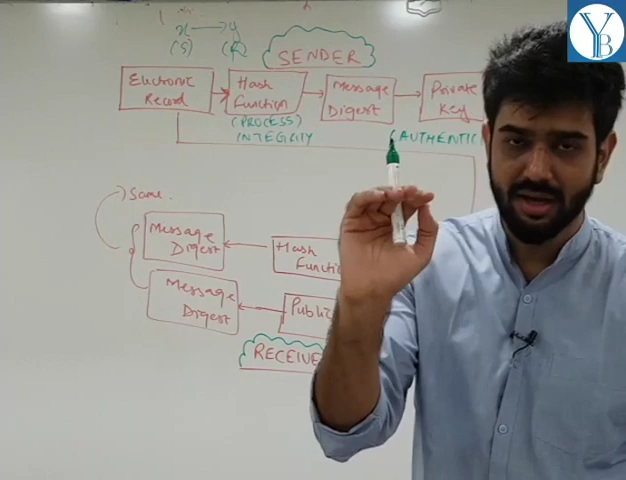 x → y
(S) (R)
SENDER
Electronic
Record
Hash
Function
Message
Digest
Private
Key
(PROCESS)
INTEGRITY
(AUTHENTIC
Same.
Message
Digest
Hash
Functi
Message
Digest
Public
RECEIVE
YB